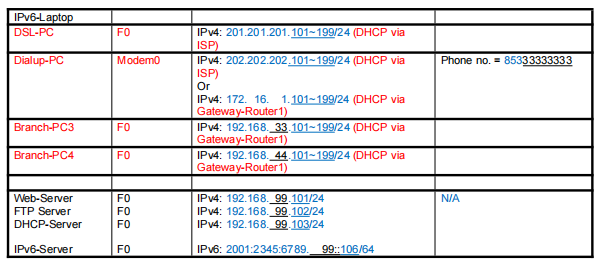 IPv6-Laptop
DSL-PC F0 IPv4: 201.201.201.101~199/24 (DHCP via
ISP)
Dialup-PC Modem0 IPv4: 202.202.202.101~199/24 (DHCP via Phone no. = 85333333333
ISP)
Or
IPv4: 172. 16. 1.101~199/24 (DHCP via
Gateway-Router1)
Branch-PC3 F0 IPv4: 192.168. 33.101~199/24 (DHCP via
Gateway-Router1)
Branch-PC4 F0 IPv4: 192.168. 44.101~199/24 (DHCP via
Gateway-Router1)
Web-Server F0 IPv4: 192.168. 99.101/24 N/A
FTP Server F0 IPv4: 192.168. 99.102/24
DHCP-Server F0 IPv4: 192.168. 99.103/24
IPv6-Server F0 IPv6: 2001:2345:6789. 99::106/64